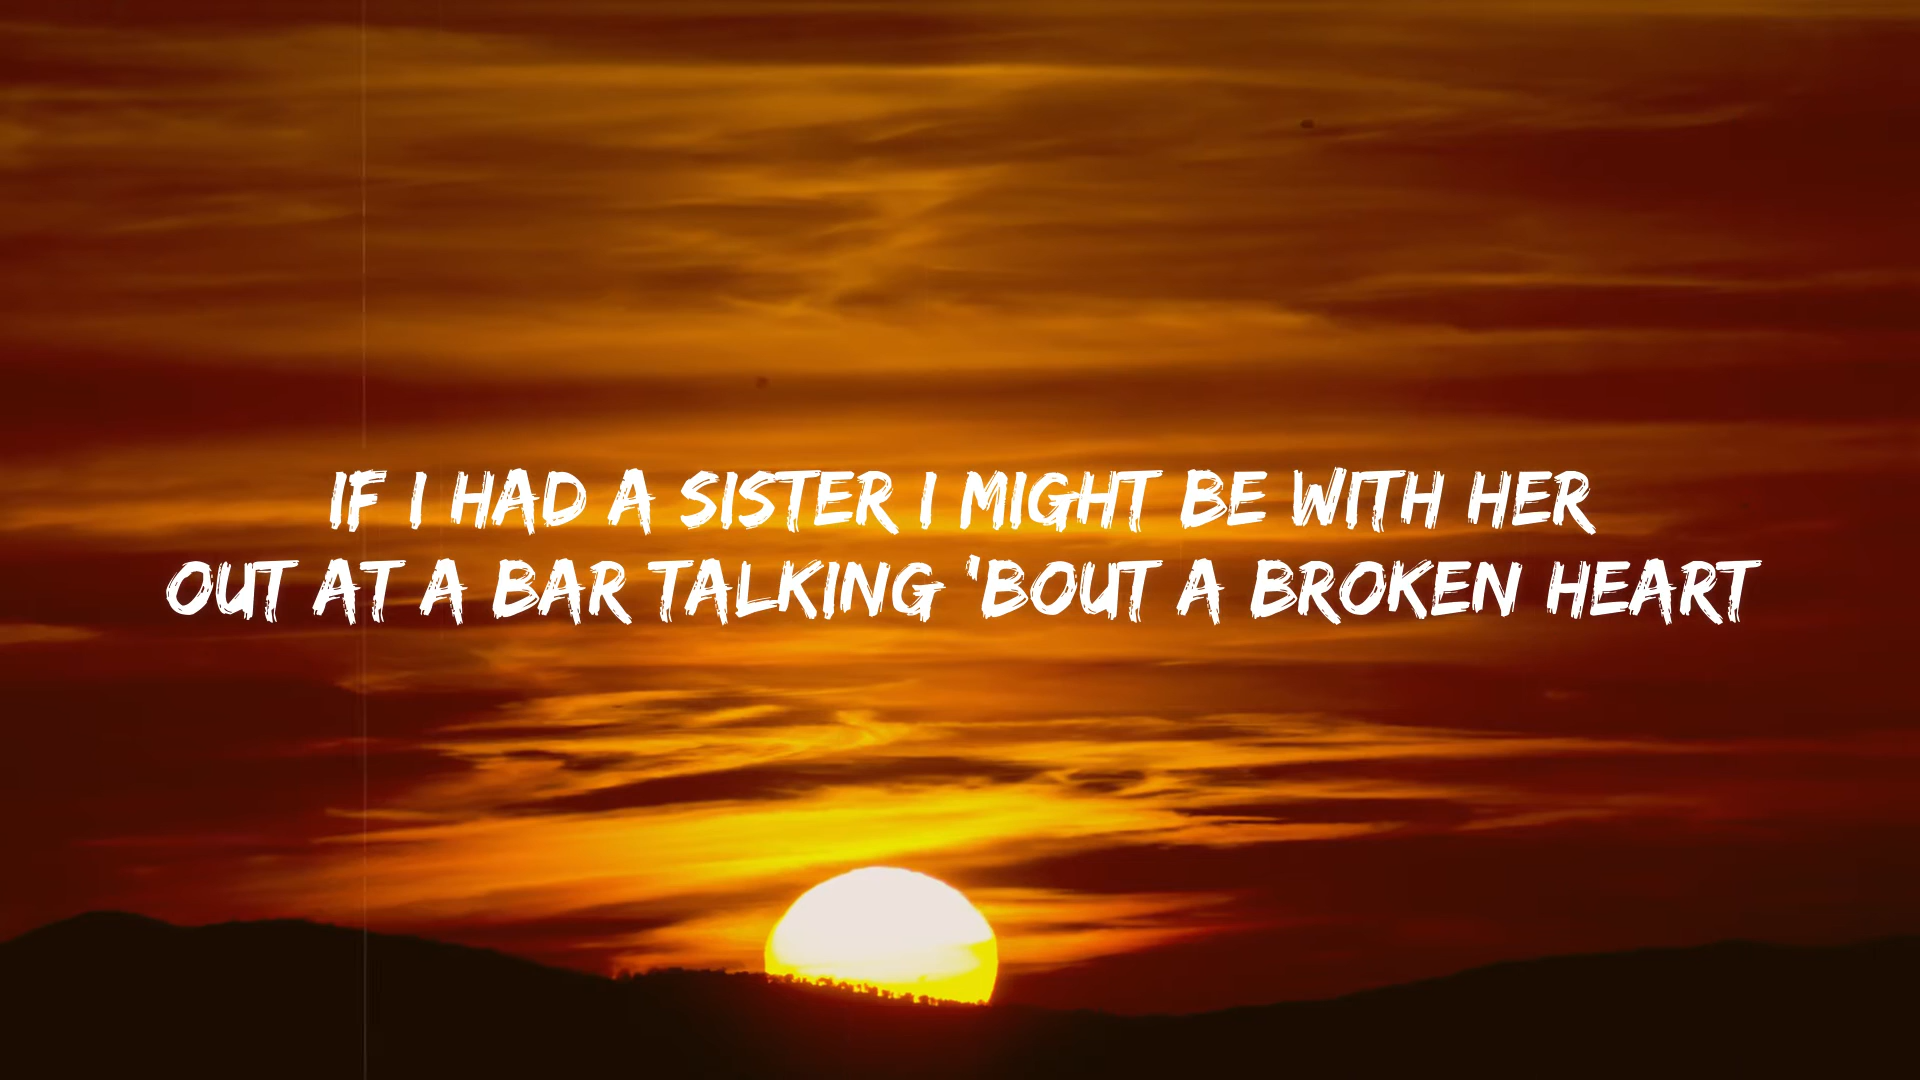 IF I HAD A SISTER I MIGHT BE WITH HER
OUT AT A BAR TALKING 'BOUT A BROKEN HEART